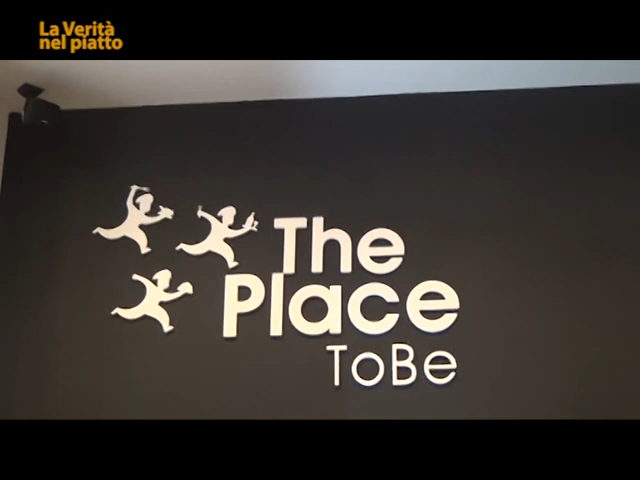 La Verità
nel piatto
The
Place
ToBe